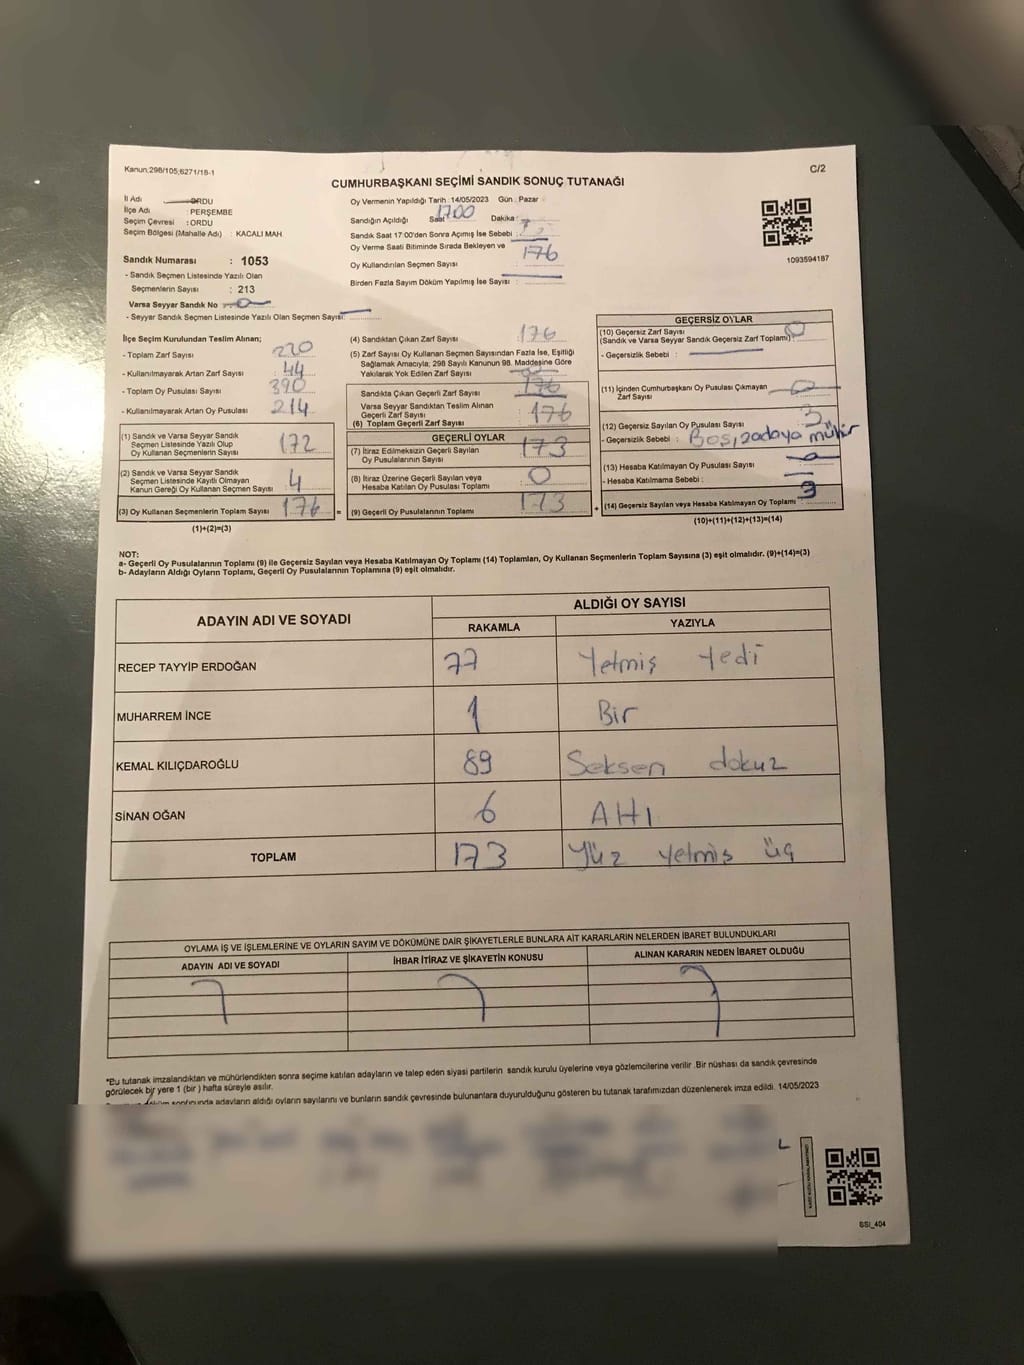 Kanun;298/105;6271/18-1
C/2
CUMHURBAŞKANI SEÇİMİ SANDIK SONUÇ TUTANAĞI
İl Adı ORDU
İlçe Adı : PERŞEMBE
Seçim Çevresi : ORDU
Seçim Bölgesi (Mahalle Adı) : KACALI MAH
Sandık Numarası : 1053
- Sandık Seçmen Listesinde Yazılı Olan
Seçmenlerin Sayısı : 213
Varsa Seyyar Sandık No
- Seyyar Sandık Seçmen Listesinde Yazılı Olan Seçmen Sayısı:
Oy Vermenin Yapıldığı Tarih :14/05/2023 Gün : Pazar
Sandığın Açıldığı Saat 1700 Dakika
Sandık Saat 17:00'den Sonra Açımış İse Sebebi :
Oy Verme Saati Bitiminde Sırada Bekleyen ve
Oy Kullandırılan Seçmen Sayısı 176
Birden Fazla Sayım Döküm Yapılmış İse Sayısı :
1093594187
İlçe Seçim Kurulundan Teslim Alınan;
- Toplam Zarf Sayısı : 220
- Kullanılmayarak Artan Zarf Sayısı : 44
- Toplam Oy Pusulası Sayısı : 390
- Kullanılmayarak Artan Oy Pusulası : 214
(1) Sandık ve Varsa Seyyar Sandık
Seçmen Listesinde Yazılı Olup
Oy Kullanan Seçmenlerin Sayısı : 172
(2) Sandık ve Varsa Seyyar Sandık
Seçmen Listesinde Kayıtlı Olmayan
Kanun Gereği Oy Kullanan Seçmen Sayısı : 4
(3) Oy Kullanan Seçmenlerin Toplam Sayısı : 176
(1)+(2)=(3)
=
(4) Sandıktan Çıkan Zarf Sayısı : 176
(5) Zarf Sayısı Oy Kullanan Seçmen Sayısından Fazla İse, Eşitliği
Sağlamak Amacıyla; 298 Sayılı Kanunun 98. Maddesine Göre
Yakılarak Yok Edilen Zarf Sayısı
Sandıkta Çıkan Geçerli Zarf Sayısı : 176
Varsa Seyyar Sandıktan Teslim Alınan
Geçerli Zarf Sayısı
(6) Toplam Geçerli Zarf Sayısı : 176
GEÇERLİ OYLAR
(7) İtiraz Edilmeksizin Geçerli Sayılan
Oy Pusulalarının Sayısı : 173
(8) İtiraz Üzerine Geçerli Sayılan veya
Hesaba Katılan Oy Pusulası Toplamı : 0
(9) Geçerli Oy Pusulalarının Toplamı : 173
+
GEÇERSİZ OYLAR
(10) Geçersiz Zarf Sayısı
(Sandık ve Varsa Seyyar Sandık Geçersiz Zarf Toplamı) : 0
- Geçersizlik Sebebi :
(11) İçinden Cumhurbaşkanı Oy Pusulası Çıkmayan
Zarf Sayısı
(12) Geçersiz Sayılan Oy Pusulası Sayısı : 3
- Geçersizlik Sebebi : Boş,
(13) Hesaba Katılmayan Oy Pusulası Sayısı
- Hesaba Katılmama Sebebi :
(14) Geçersiz Sayılan veya Hesaba Katılmayan Oy Toplamı : 3
(10)+(11)+(12)+(13)=(14)
NOT:
a- Geçerli Oy Pusulalarının Toplamı (9) ile Geçersiz Sayılan veya Hesaba Katılmayan Oy Toplamı (14) Toplamları, Oy Kullanan Seçmenlerin Toplam Sayısına (3) eşit olmalıdır. (9)+(14)=(3)
b- Adayların Aldığı Oyların Toplamı, Geçerli Oy Pusulalarının Toplamına (9) eşit olmalıdır.
ADAYIN ADI VE SOYADI ALDIĞI OY SAYISI
RAKAMLA YAZIYLA
RECEP TAYYİP ERDOĞAN 77 Yetmiş Yedi
MUHARREM İNCE 1 Bir
KEMAL KILIÇDAROĞLU 89 Seksen dokuz
SİNAN OĞAN 6 Altı
TOPLAM 173 Yüz yetmiş üç
OYLAMA İŞ VE İŞLEMLERİNE VE OYLARIN SAYIM VE DÖKÜMÜNE DAİR ŞİKAYETLERLE BUNLARA AİT KARARLARIN NELERDEN İBARET BULUNDUKLARI
ADAYIN ADI VE SOYADI İHBAR İTİRAZ VE ŞİKAYETİN KONUSU ALINAN KARARIN NEDEN İBARET OLDUĞU
*Bu tutanak imzalandıktan ve mühürlendikten sonra seçime katılan adayların ve talep eden siyasi partilerin sandık kurulu üyelerine veya gözlemcilerine verilir .Bir nüshası da sandık çevresinde
görülecek bir yere 1 (bir ) hafta süreyle asılır.
adayların aldığı oyların sayılarını ve bunların sandık çevresinde bulunanlara duyurulduğunu gösteren bu tutanak tarafımızdan düzenlenerek imza edildi. 14/05/2023
SSİ_404